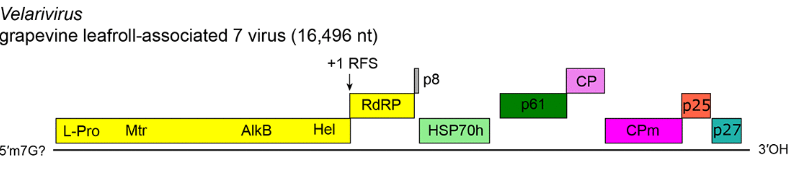 Velarivirus
grapevine leafroll-associated 7 virus (16,496 nt)
+1 RFS
p8
CP
RdRP
p61
p25
L-Pro Mtr AlkB Hel
HSP70h
CPm
p27
5′m7G?
3′OH